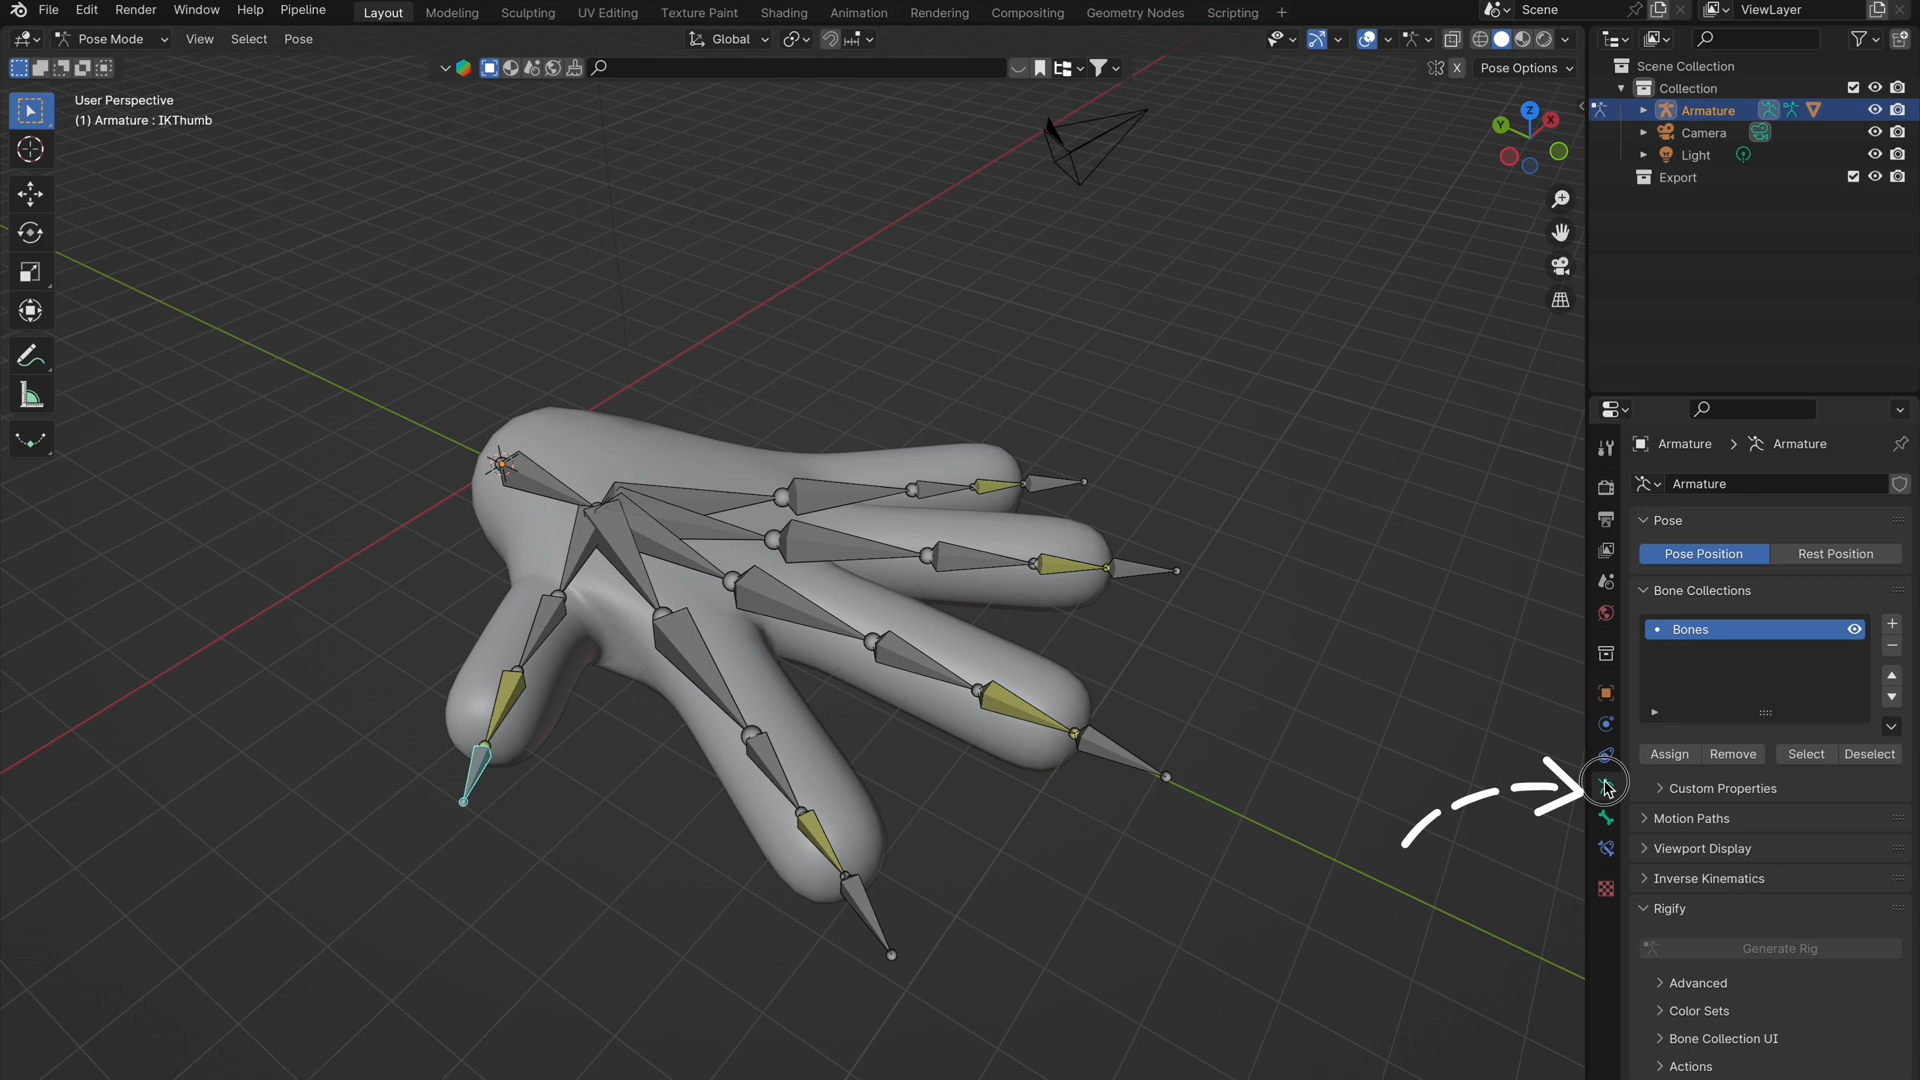 File Edit Render Window Help Pipeline Layout Modeling Sculpting UV Editing Texture Paint Shading Animation Rendering Compositing Geometry Nodes Scripting + Scene ViewLayer
Pose Mode View Select Pose Global
X Pose Options
User Perspective
(1) Armature : IKThumb
Z
Y
X
Scene Collection
Collection
Armature
Camera
Light
Export
Armature > Armature
Armature
Pose
Pose Position Rest Position
Bone Collections
Bones
Assign Remove Select Deselect
Custom Properties
Motion Paths
Viewport Display
Inverse Kinematics
Rigify
Generate Rig
Advanced
Color Sets
Bone Collection UI
Actions